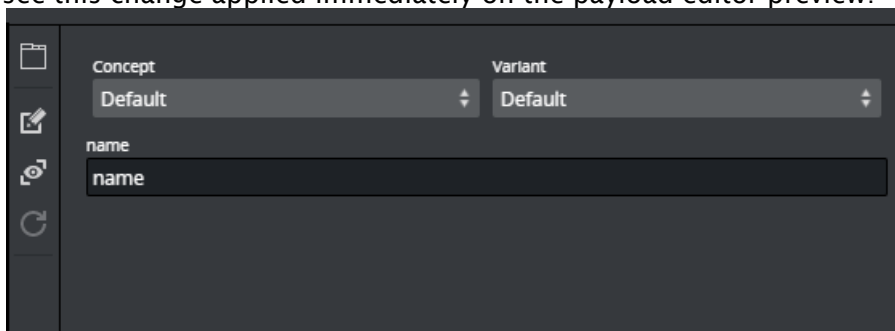 see this change applied immediately on the payload editor preview.
Concept Variant
Default Default
name
name